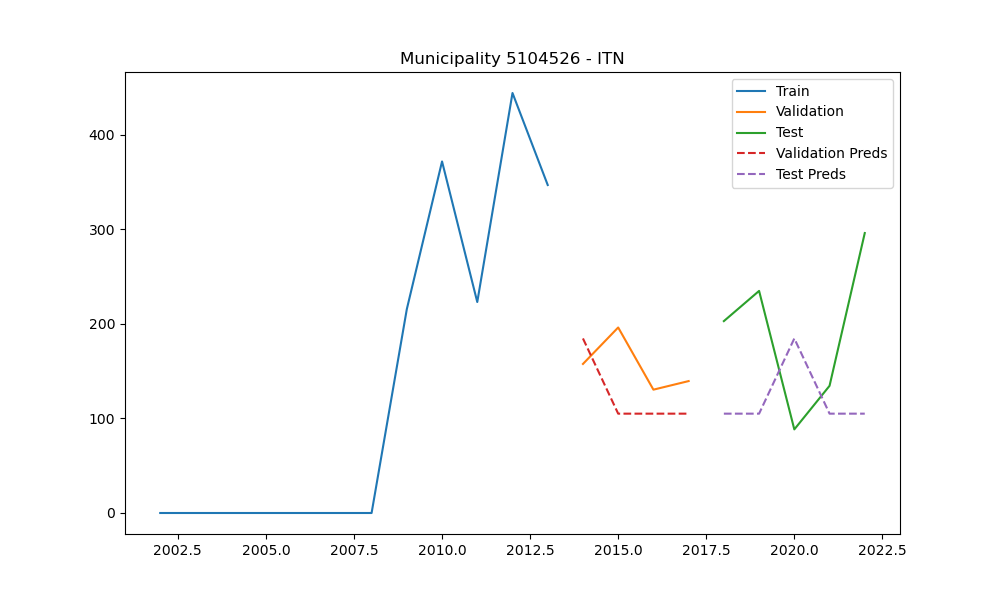 Municipality 5104526 - ITN
Train
Validation
Test
Validation Preds
Test Preds
400
300
200
100
0
2002.5 2005.0 2007.5 2010.0 2012.5 2015.0 2017.5 2020.0 2022.5